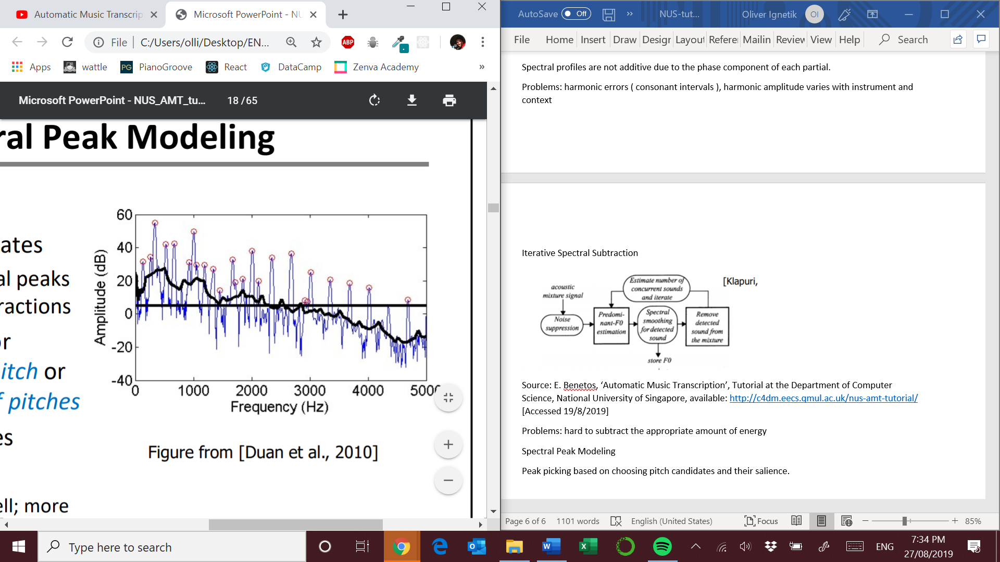 Automatic Music Transcrip
Microsoft PowerPoint - NU
File
C:/Users/olli/Desktop/EN...
ABP
Apps
wattle
PG
PianoGroove
React
DataCamp
Zenva Academy
»
Microsoft PowerPoint - NUS_AMT_tu...
18 / 65
ral Peak Modeling
ates
al peaks
ractions
or
itch or
f pitches
es
ell; more
60
40
20
0
-20
-40
Amplitude (dB)
0
1000
2000
3000
4000
5000
Frequency (Hz)
Figure from [Duan et al., 2010]
AutoSave
Off
NUS-tut...
Oliver Ignetik
OI
File
Home
Insert
Draw
Design
Layout
Referen
Mailin
Review
View
Help
Search
Spectral profiles are not additive due to the phase component of each partial.
Problems: harmonic errors ( consonant intervals ), harmonic amplitude varies with instrument and
context
Iterative Spectral Subtraction
[Klapuri,
acoustic
mixture signal
Noise
suppression
Predomi-
nant-F0
estimation
Estimate number of
concurrent sounds
and iterate
Spectral
smoothing
for detected
sound
Remove
detected
sound from
the mixture
store F0
Source: E. Benetos, ‘Automatic Music Transcription’, Tutorial at the Department of Computer
Science, National University of Singapore, available: http://c4dm.eecs.qmul.ac.uk/nus-amt-tutorial/
[Accessed 19/8/2019]
Problems: hard to subtract the appropriate amount of energy
Spectral Peak Modeling
Peak picking based on choosing pitch candidates and their salience.
Page 6 of 6
1101 words
English (United States)
Focus
85%
Type here to search
ENG
7:34 PM
27/08/2019